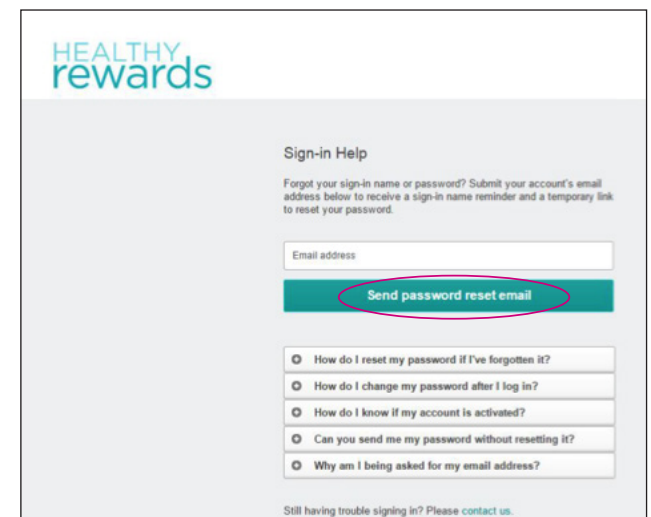 HEALTHY
rewards
Sign-in Help
Forgot your sign-in name or password? Submit your account's email
address below to receive a sign-in name reminder and a temporary link
to reset your password.
Email address
Send password reset email
How do I reset my password if I've forgotten it?
How do I change my password after I log in?
How do I know if my account is activated?
Can you send me my password without resetting it?
Why am I being asked for my email address?
Still having trouble signing in? Please contact us.